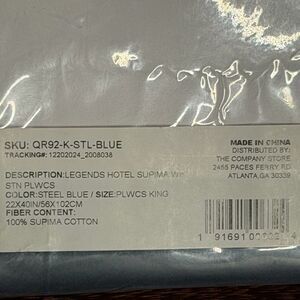 SKU: QR92-K-STL-BLUE
TRACKING#: 12202024_2008038
MADE IN CHINA
DISTRIBUTED BY:
THE COMPANY STORE
2455 PACES FERRY RD
ATLANTA,GA 30339
DESCRIPTION:LEGENDS HOTEL SUPIMA
STN PLWCS
COLOR:STEEL BLUE / SIZE:PLWCS KING
22X40IN/56X102CM
FIBER CONTENT:
100% SUPIMA COTTON